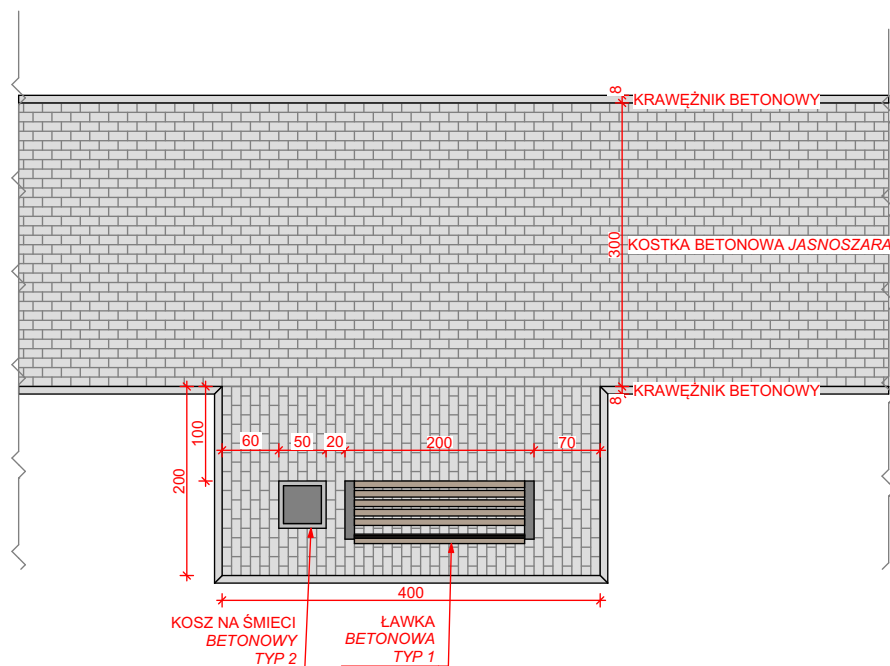 8
KRAWĘŻNIK BETONOWY
300
KOSTKA BETONOWA JASNOSZARA
8
KRAWĘŻNIK BETONOWY
100
200
60
50
20
200
70
400
KOSZ NA ŚMIECI
BETONOWY
TYP 2
ŁAWKA
BETONOWA
TYP 1